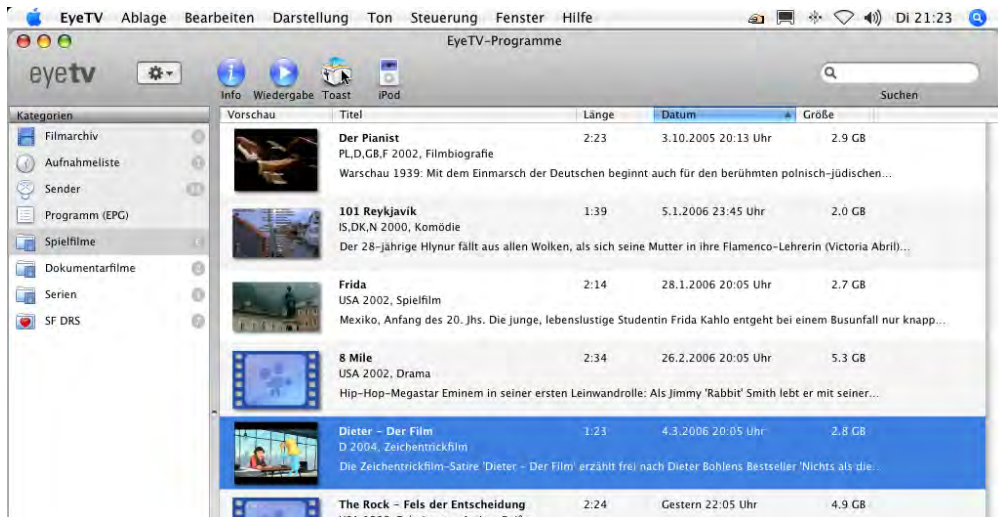 EyeTV Ablage Bearbeiten Darstellung Ton Steuerung Fenster Hilfe Di 21:23
EyeTV-Programme
eyetv
Info Wiedergabe Toast iPod Suchen
Kategorien
Filmarchiv
Aufnahmeliste
Sender
Programm (EPG)
Spielfilme
Dokumentarfilme
Serien
SF DRS
Vorschau Titel Länge Datum Größe
Der Pianist 2:23 3.10.2005 20:13 Uhr 2.9 GB
PL,D,GB,F 2002, Filmbiografie
Warschau 1939: Mit dem Einmarsch der Deutschen beginnt auch für den berühmten polnisch-jüdischen...
101 Reykjavík 1:39 5.1.2006 23:45 Uhr 2.0 GB
IS,DK,N 2000, Komödie
Der 28-jährige Hlynur fällt aus allen Wolken, als sich seine Mutter in ihre Flamenco-Lehrerin (Victoria Abril)...
Frida 2:14 28.1.2006 20:05 Uhr 2.7 GB
USA 2002, Spielfilm
Mexiko, Anfang des 20. Jhs. Die junge, lebenslustige Studentin Frida Kahlo entgeht bei einem Busunfall nur knapp...
8 Mile 2:34 26.2.2006 20:05 Uhr 5.3 GB
USA 2002, Drama
Hip-Hop-Megastar Eminem in seiner ersten Leinwandrolle: Als Jimmy 'Rabbit' Smith lebt er mit seiner...
Dieter - Der Film 1:23 4.3.2006 20:05 Uhr 2.8 GB
D 2004, Zeichentrickfilm
Die Zeichentrickfilm-Satire 'Dieter - Der Film' erzählt frei nach Dieter Bohlens Bestseller 'Nichts als die...
The Rock - Fels der Entscheidung 2:24 Gestern 22:05 Uhr 4.9 GB